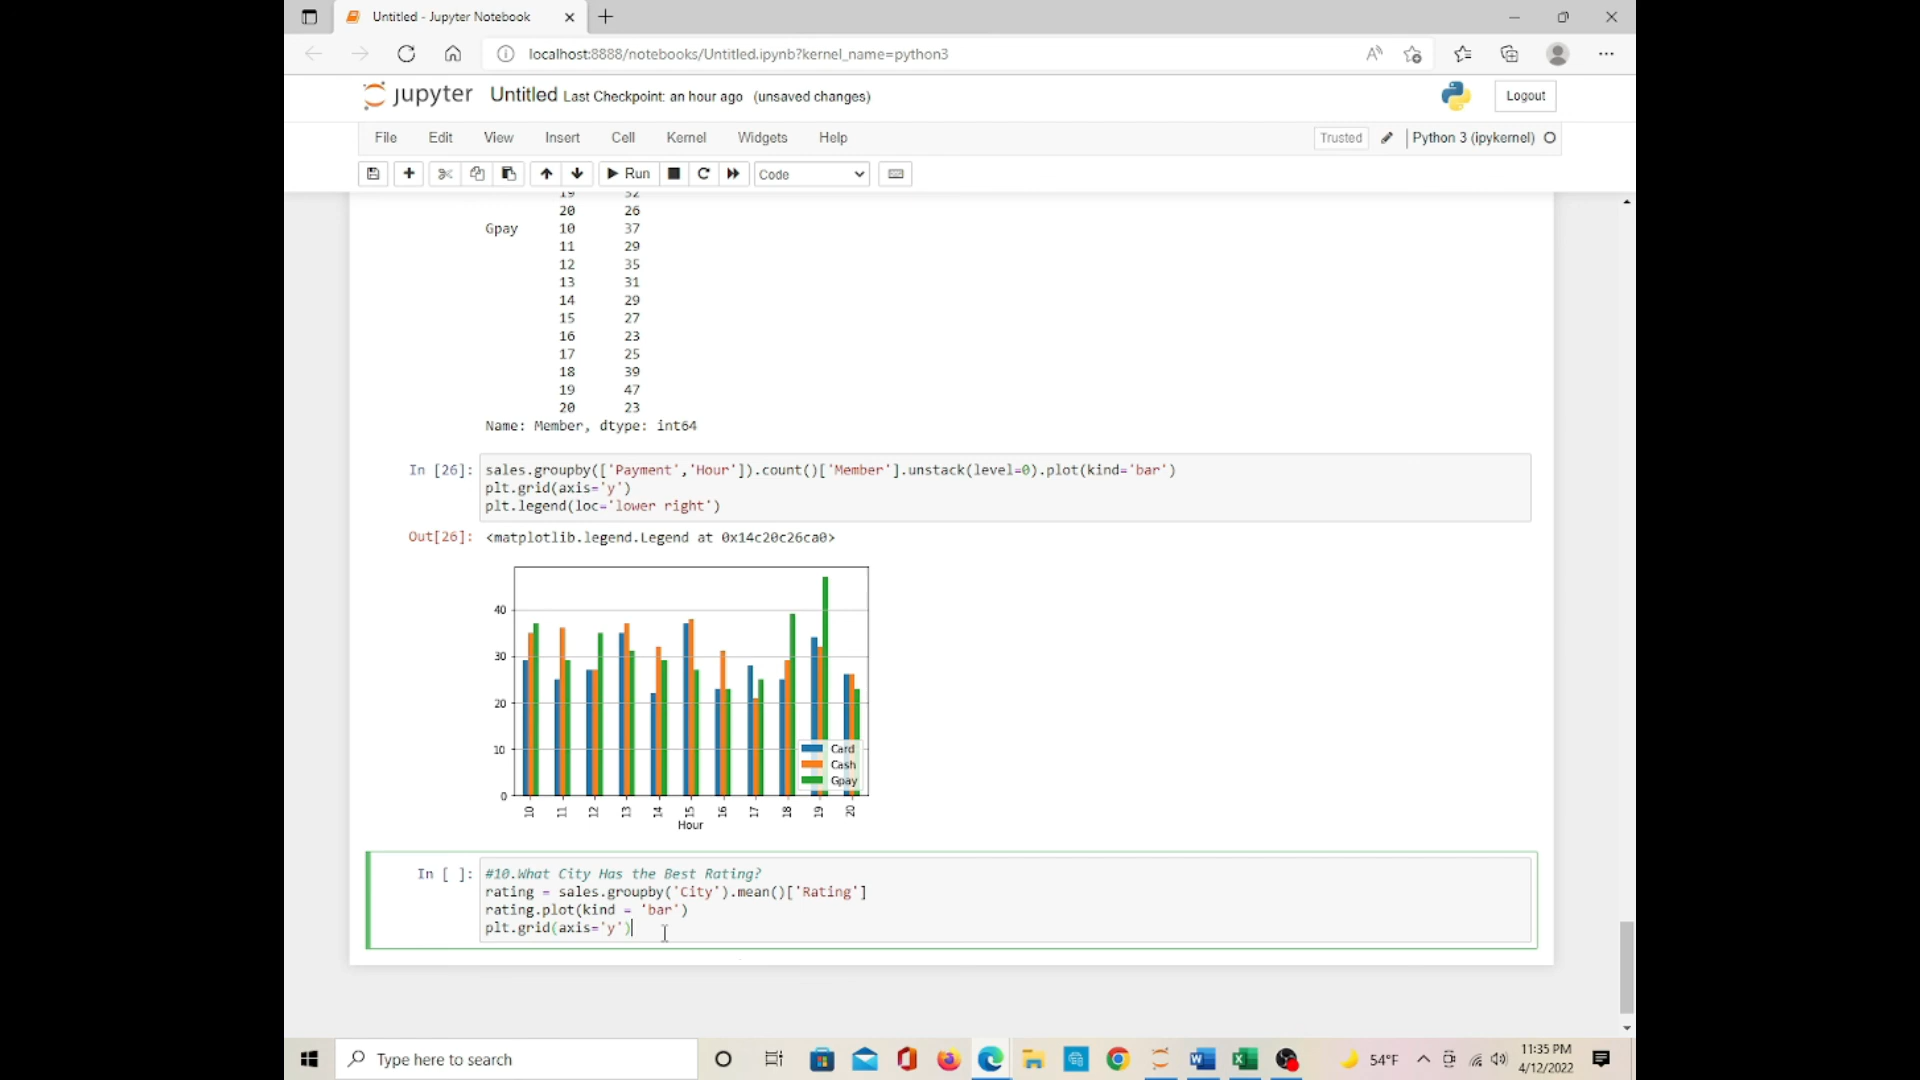 Untitled - Jupyter Notebook
localhost:8888/notebooks/Untitled.ipynb?kernel_name=python3
jupyter Untitled Last Checkpoint: an hour ago (unsaved changes) Logout
File Edit View Insert Cell Kernel Widgets Help Trusted Python 3 (ipykernel)
Run Code
19 32
20 26
Gpay 10 37
11 29
12 35
13 31
14 29
15 27
16 23
17 25
18 39
19 47
20 23
Name: Member, dtype: int64
In [26]: sales.groupby(['Payment','Hour']).count()['Member'].unstack(level=0).plot(kind='bar')
plt.grid(axis='y')
plt.legend(loc='lower right')
Out[26]: <matplotlib.legend.Legend at 0x14c20c26ca0>
40
30
20
10
0
Card
Cash
Gpay
10 11 12 13 14 15 16 17 18 19 20
Hour
In [ ]: #10.What City Has the Best Rating?
rating = sales.groupby('City').mean()['Rating']
rating.plot(kind = 'bar')
plt.grid(axis='y')
Type here to search 54°F 11:35 PM
4/12/2022